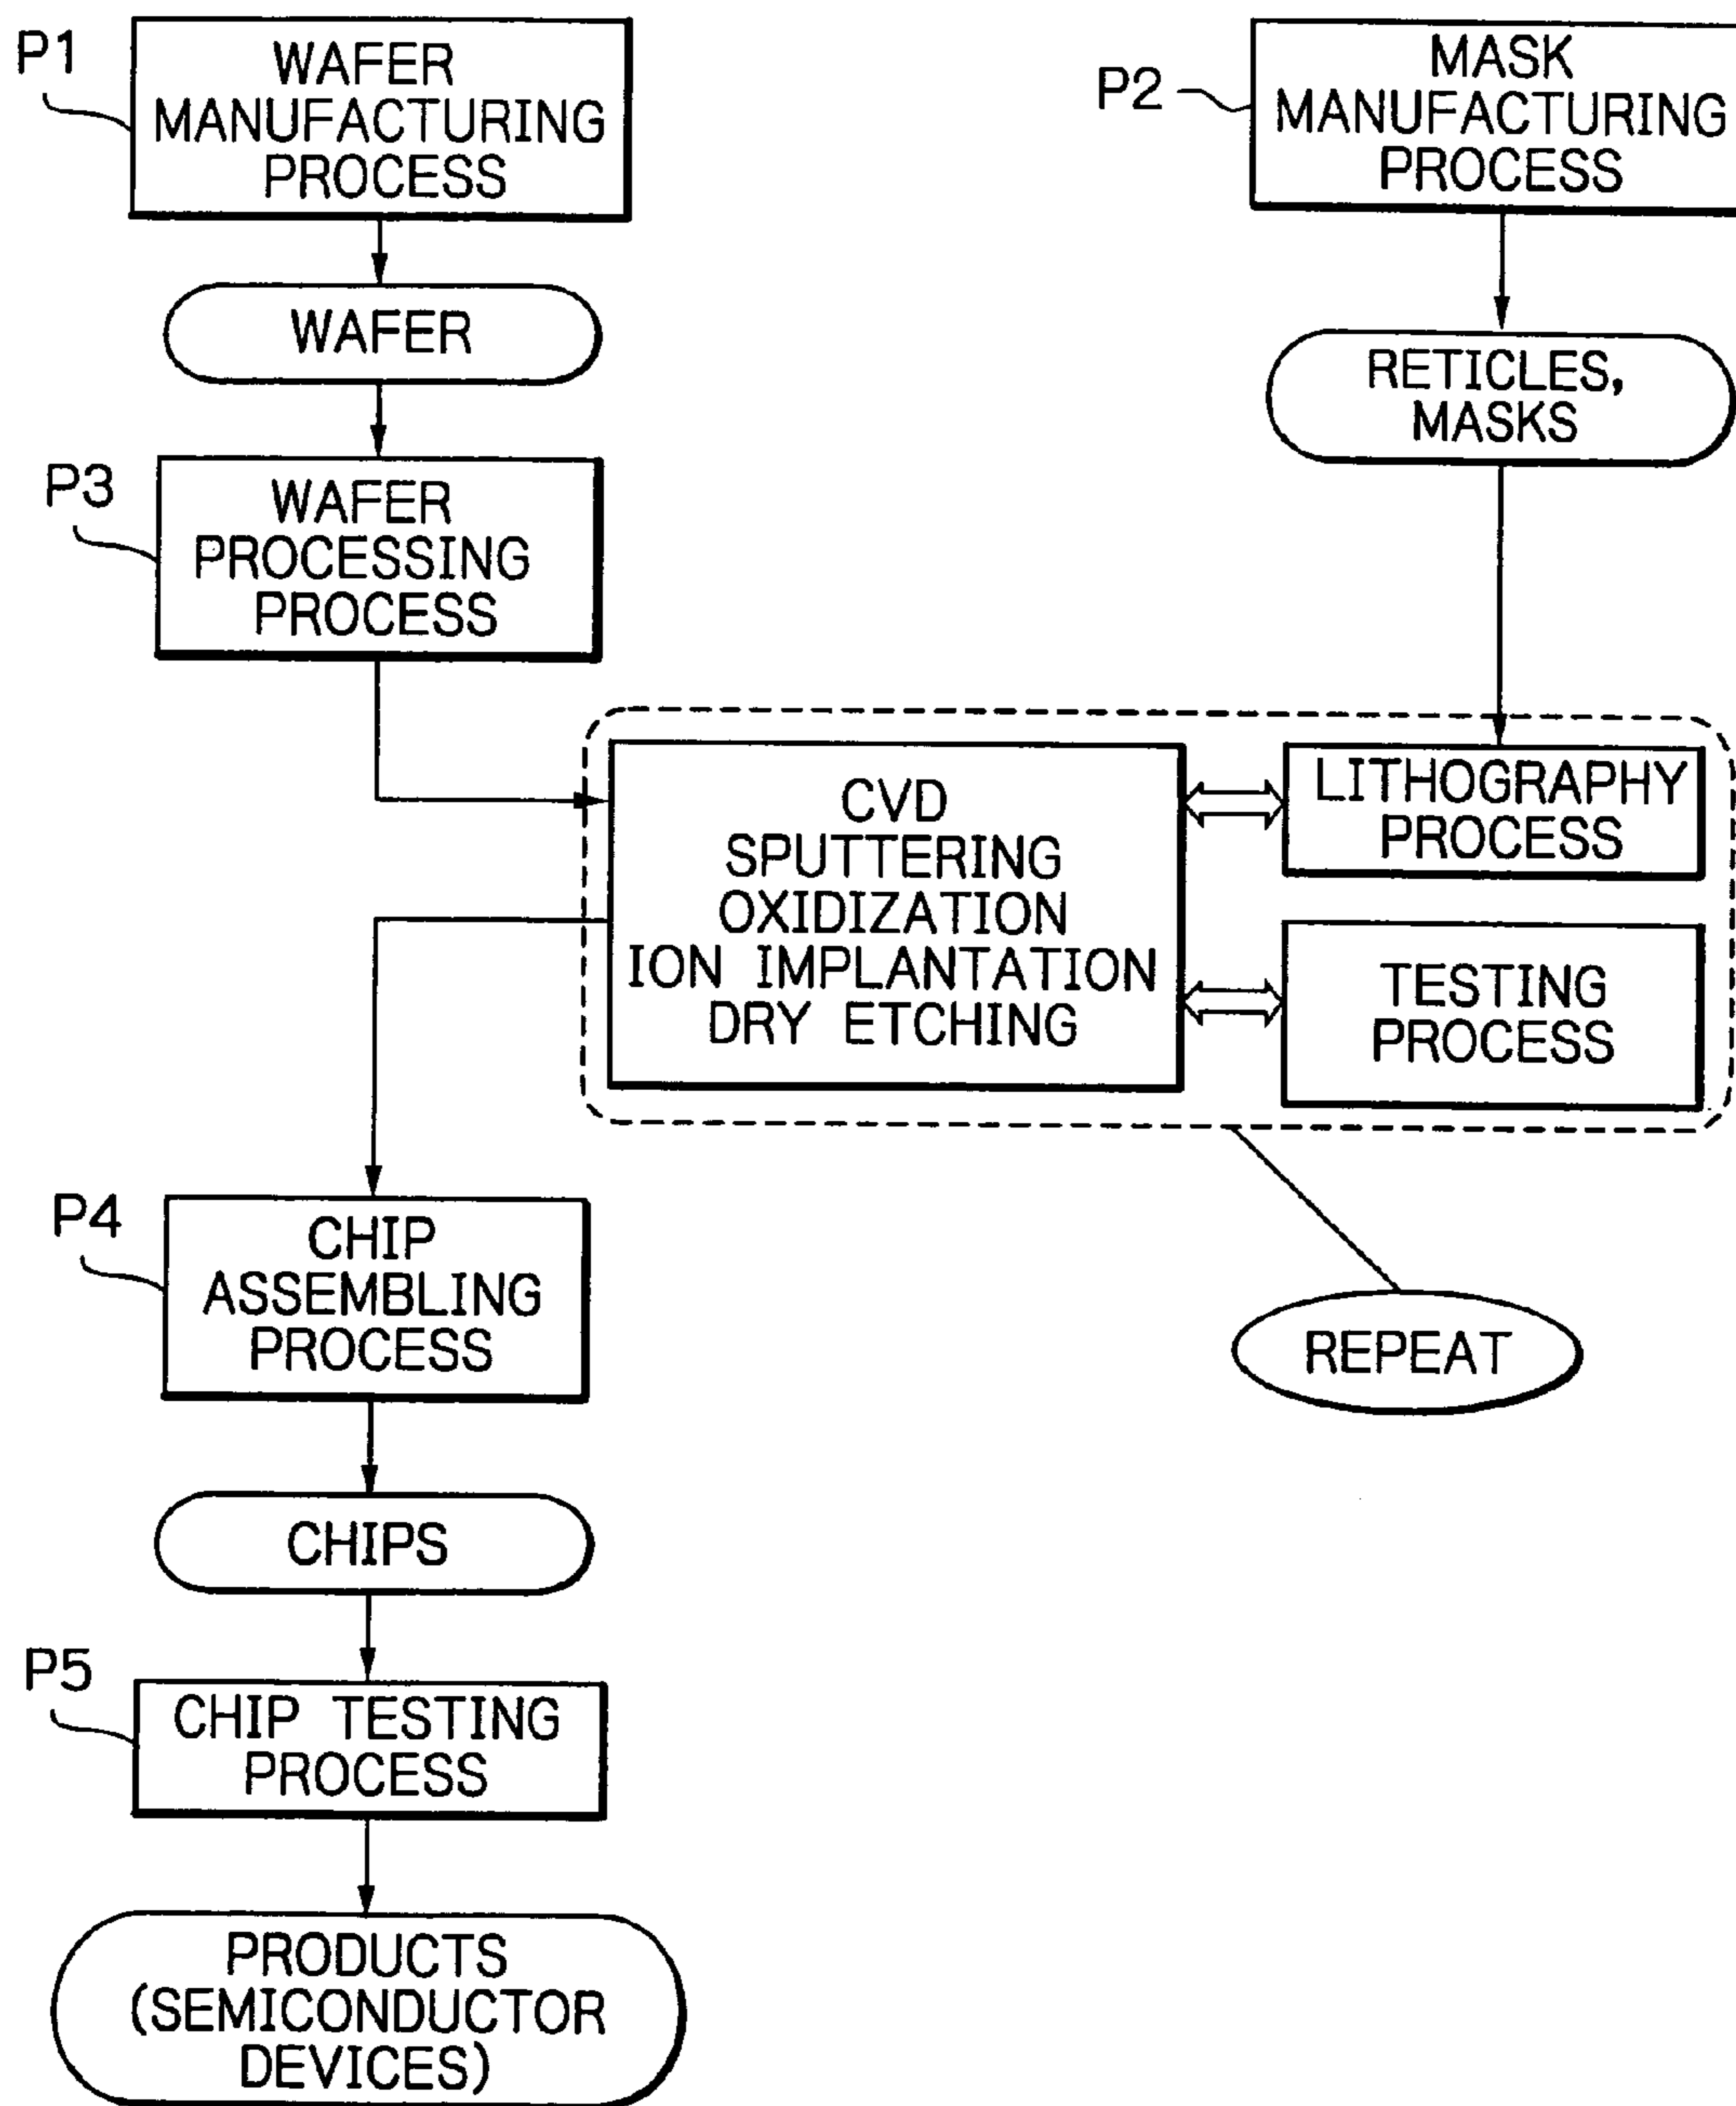 P1
WAFER
MANUFACTURING
PROCESS
P2
MASK
MANUFACTURING
PROCESS
WAFER
RETICLES,
MASKS
P3
WAFER
PROCESSING
PROCESS
CVD
SPUTTERING
OXIDIZATION
ION IMPLANTATION
DRY ETCHING
LITHOGRAPHY
PROCESS
TESTING
PROCESS
P4
CHIP
ASSEMBLING
PROCESS
REPEAT
CHIPS
P5
CHIP TESTING
PROCESS
PRODUCTS
(SEMICONDUCTOR
DEVICES)